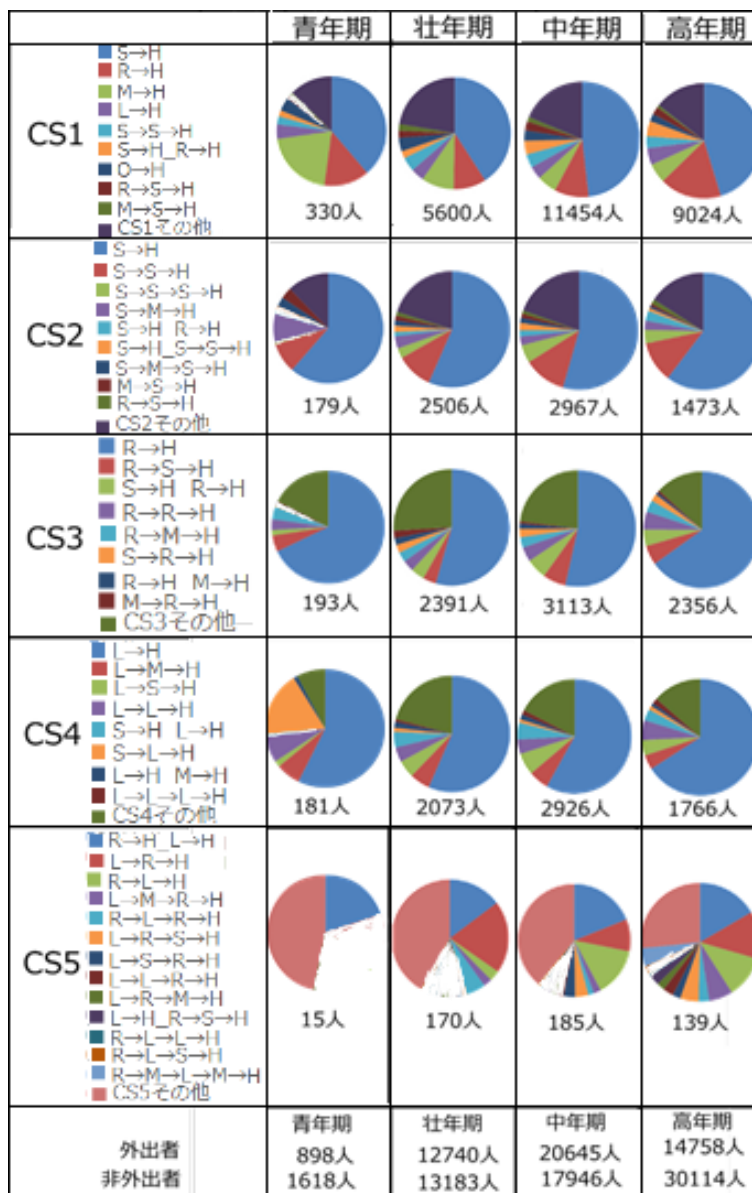 青年期 壮年期 中年期 高年期
CS1
S→H
R→H
M→H
L→H
S→S→H
S→H_R→H
O→H
R→S→H
M→S→H
CS1その他
330人 5600人 11454人 9024人
CS2
S→H
S→S→H
S→S→S→H
S→M→H
S→H R→H
S→H_S→S→H
S→M→S→H
M→S→H
R→S→H
CS2その他
179人 2506人 2967人 1473人
CS3
R→H
R→S→H
S→H R→H
R→R→H
R→M→H
S→R→H
R→H M→H
M→R→H
CS3その他
193人 2391人 3113人 2356人
CS4
L→H
L→M→H
L→S→H
L→L→H
S→H L→H
S→L→H
L→H M→H
L→L→L→H
CS4その他
181人 2073人 2926人 1766人
CS5
R→H_L→H
L→R→H
R→L→H
L→M→R→H
R→L→R→H
L→R→S→H
L→S→R→H
L→L→R→H
L→R→M→H
L→H_R→S→H
R→L→L→H
R→L→S→H
R→M→L→M→H
CS5その他
15人 170人 185人 139人
青年期 壮年期 中年期 高年期
外出者 898人 12740人 20645人 14758人
非外出者 1618人 13183人 17946人 30114人